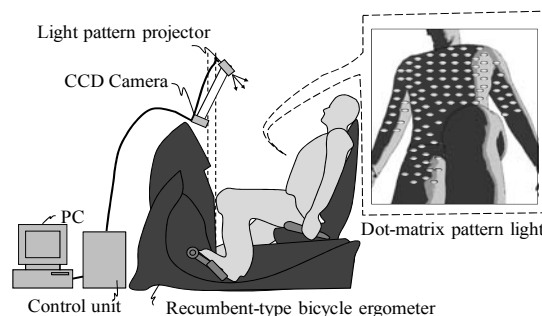 Light pattern projector
CCD Camera
PC
Dot-matrix pattern light
Control unit
Recumbent-type bicycle ergometer